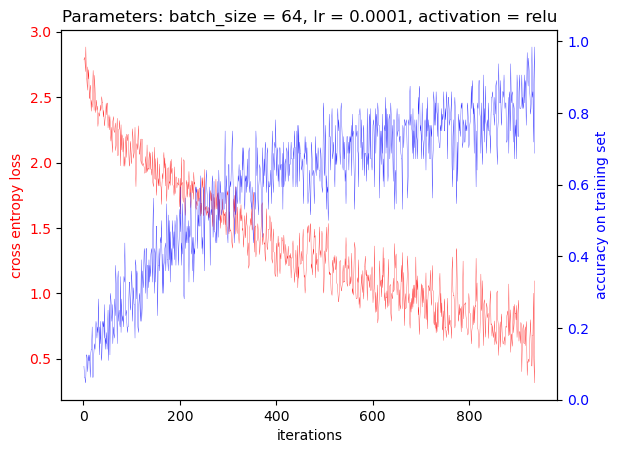 Parameters: batch_size = 64, lr = 0.0001, activation = relu
cross entropy loss
3.0
2.5
2.0
1.5
1.0
0.5
accuracy on training set
1.0
0.8
0.6
0.4
0.2
0.0
0 200 400 600 800
iterations